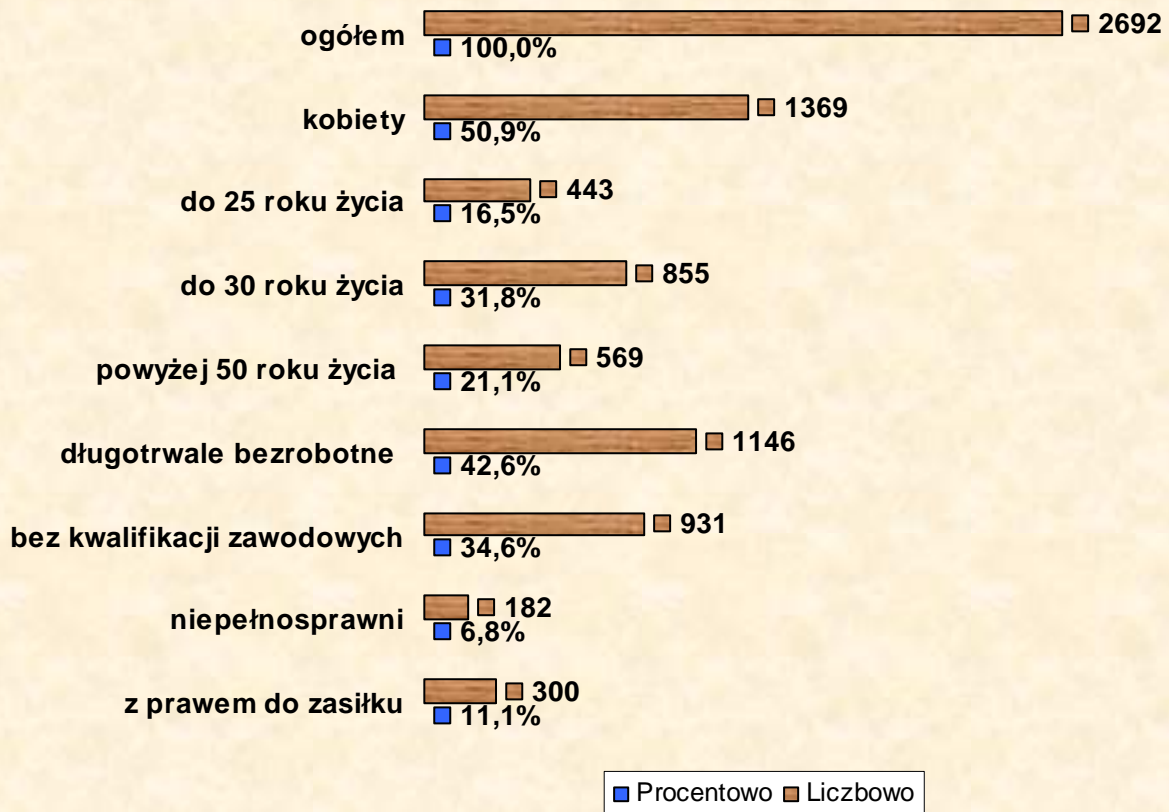 ogółem 2692
100,0%
kobiety 1369
50,9%
do 25 roku życia 443
16,5%
do 30 roku życia 855
31,8%
powyżej 50 roku życia 569
21,1%
długotrwale bezrobotne 1146
42,6%
bez kwalifikacji zawodowych 931
34,6%
niepełnosprawni 182
6,8%
z prawem do zasiłku 300
11,1%
Procentowo Liczbowo